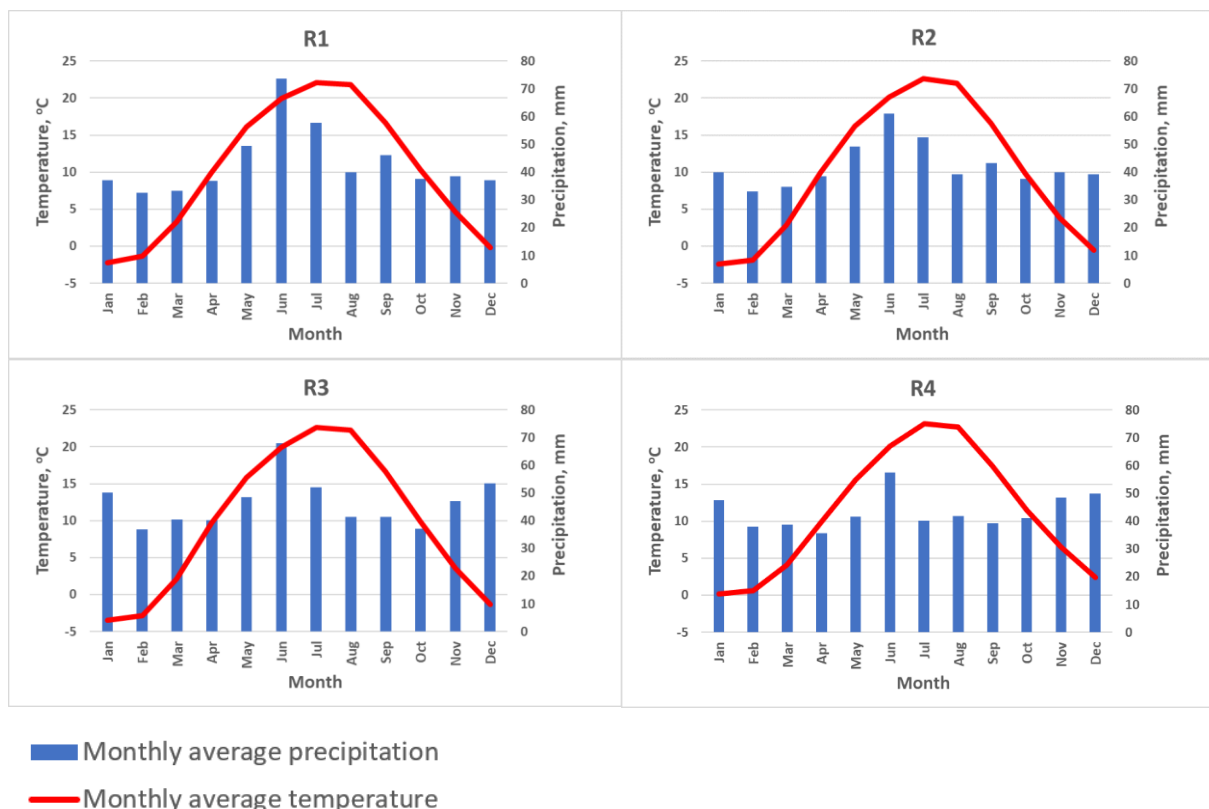 R1
Temperature, °C
25
20
15
10
5
0
-5
80
70
60
50
40
30
20
10
0
Precipitation, mm
Jan Feb Mar Apr May Jun Jul Aug Sep Oct Nov Dec
Month
R2
Temperature, °C
25
20
15
10
5
0
-5
80
70
60
50
40
30
20
10
0
Precipitation, mm
Jan Feb Mar Apr May Jun Jul Aug Sep Oct Nov Dec
Month
R3
Temperature, °C
25
20
15
10
5
0
-5
80
70
60
50
40
30
20
10
0
Precipitation, mm
Jan Feb Mar Apr May Jun Jul Aug Sep Oct Nov Dec
Month
R4
Temperature, °C
25
20
15
10
5
0
-5
80
70
60
50
40
30
20
10
0
Precipitation, mm
Jan Feb Mar Apr May Jun Jul Aug Sep Oct Nov Dec
Month
Monthly average precipitation
Monthly average temperature